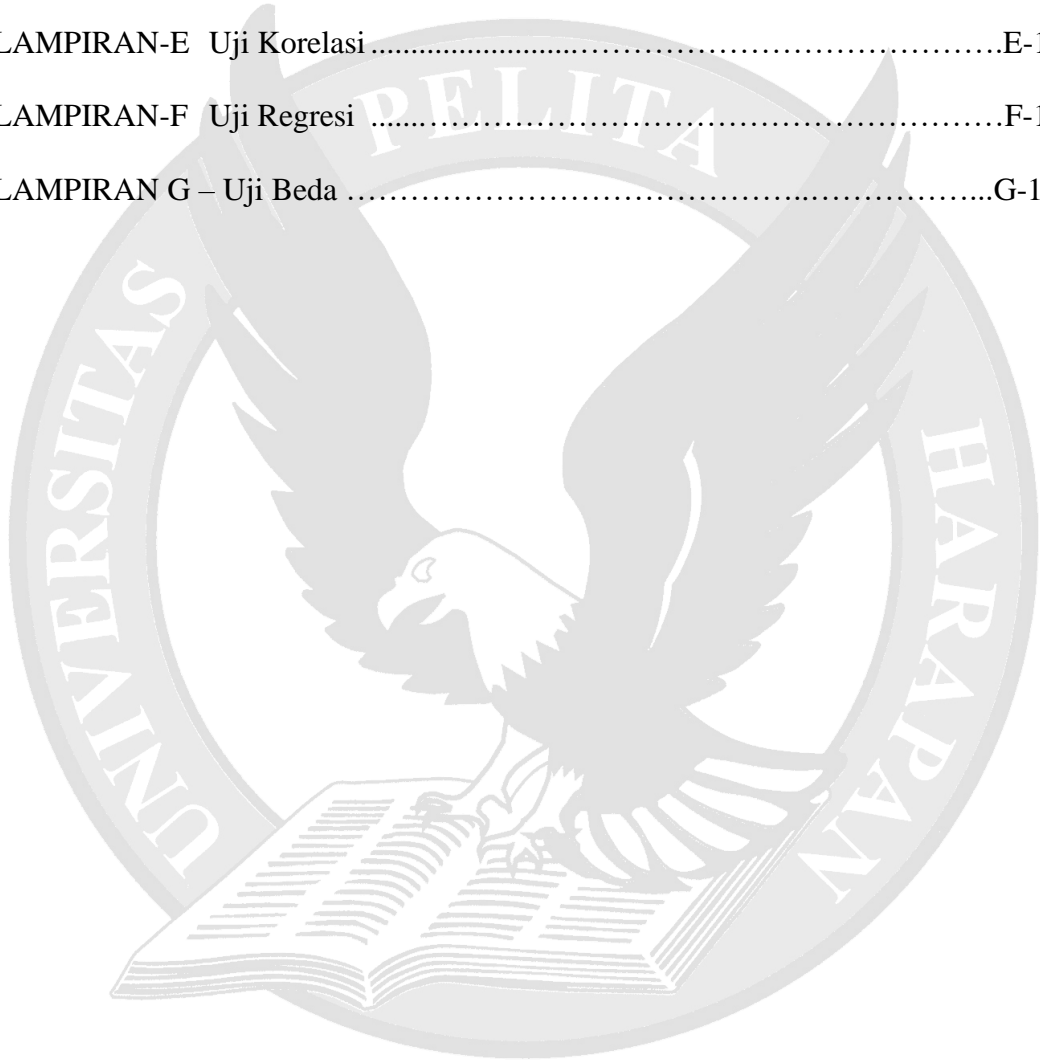 LAMPIRAN-E Uji Korelasi ..........................…………………………………….E-1
LAMPIRAN-F Uji Regresi .......……………………………………………………F-1
LAMPIRAN G – Uji Beda ……………………………………..……………...G-1
UNIVERSITAS PELITA HARAPAN